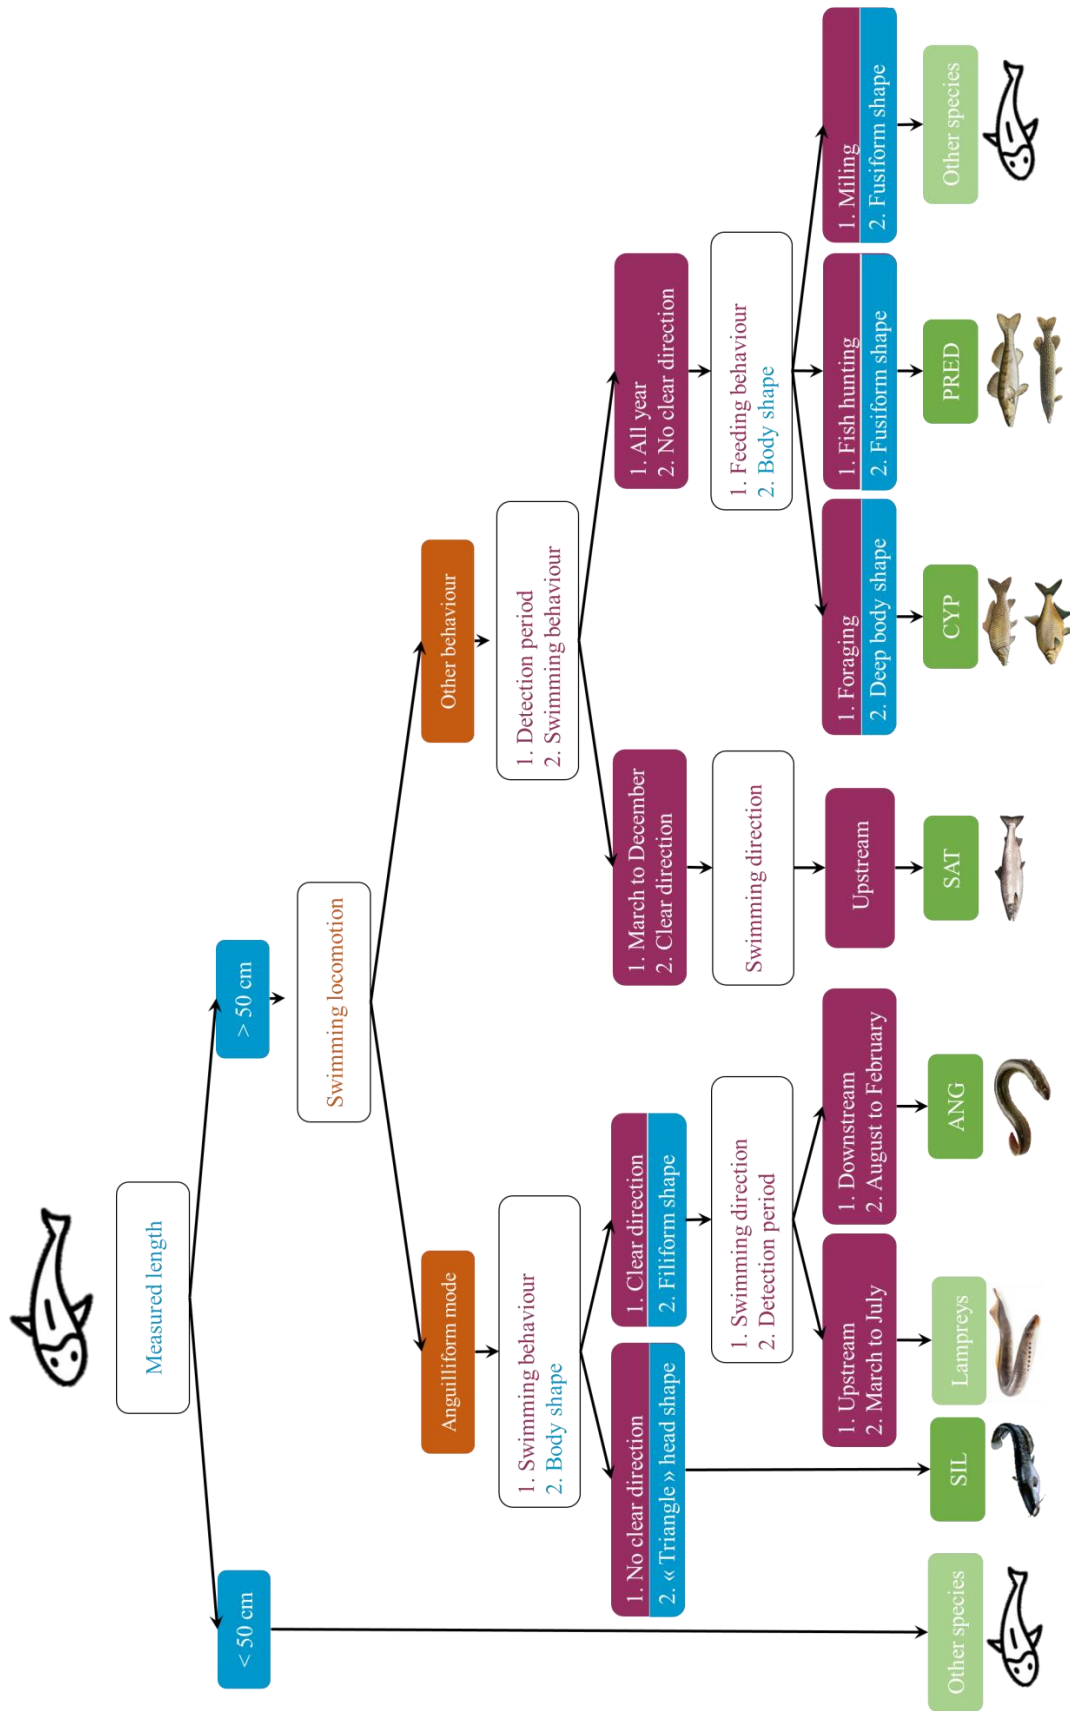 Measured length
< 50 cm
> 50 cm
Swimming locomotion
Anguilliform mode
Other behaviour
1. Swimming behaviour
2. Body shape
1. Detection period
2. Swimming behaviour
1. No clear direction
2. « Triangle » head shape
1. Clear direction
2. Filiform shape
1. March to December
2. Clear direction
1. All year
2. No clear direction
1. Swimming direction
2. Detection period
Swimming direction
1. Feeding behaviour
2. Body shape
1. Upstream
2. March to July
1. Downstream
2. August to February
Upstream
1. Foraging
2. Deep body shape
1. Fish hunting
2. Fusiform shape
1. Miling
2. Fusiform shape
Other species
SIL
Lampreys
ANG
SAT
CYP
PRED
Other species